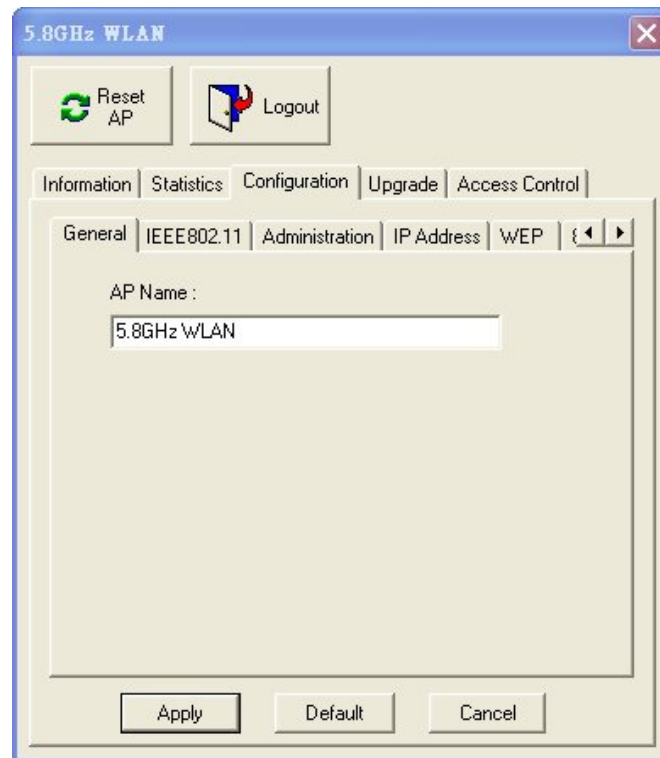 5.8GHz WLAN
Reset AP
Logout
Information Statistics Configuration Upgrade Access Control
General IEEE802.11 Administration IP Address WEP
AP Name :
5.8GHz WLAN
Apply Default Cancel